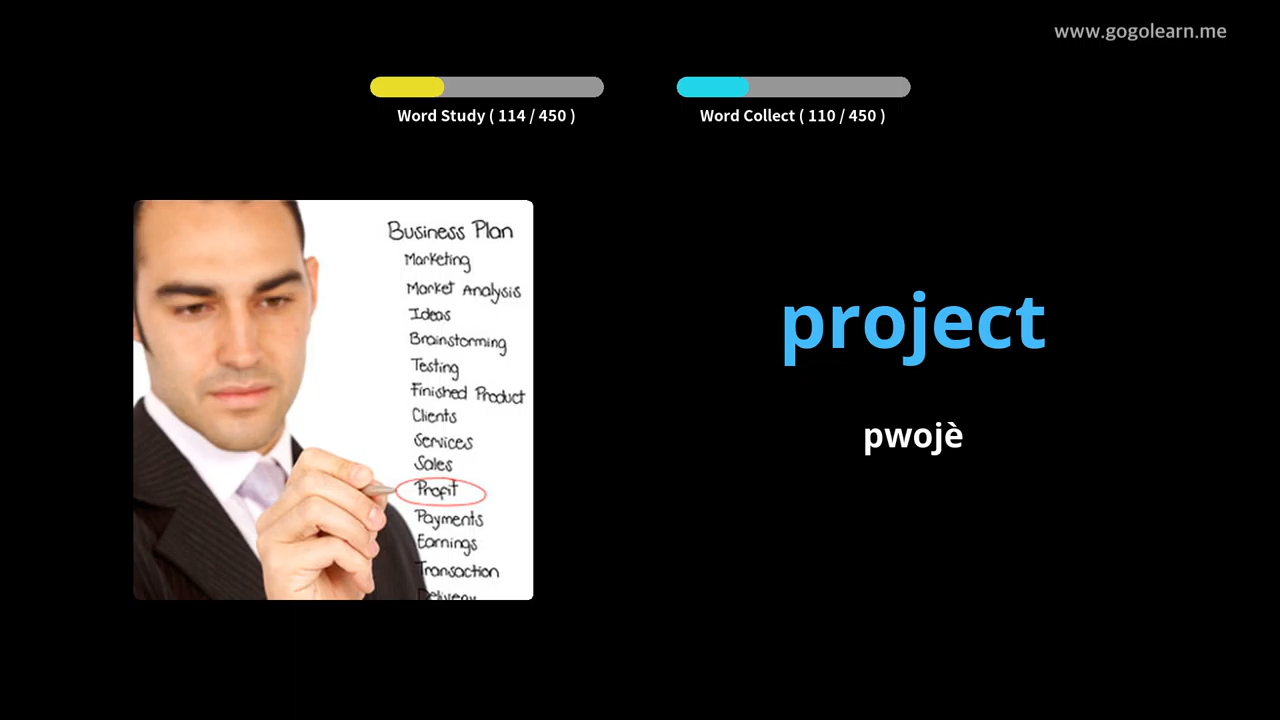 www.gogolearn.me
Word Study ( 114 / 450 )
Word Collect ( 110 / 450 )
Business Plan
Marketing
Market Analysis
Ideas
Brainstorming
Testing
Finished Product
Clients
Services
Sales
Profit
Payments
Earnings
Transaction
Delivery
project
pwojè